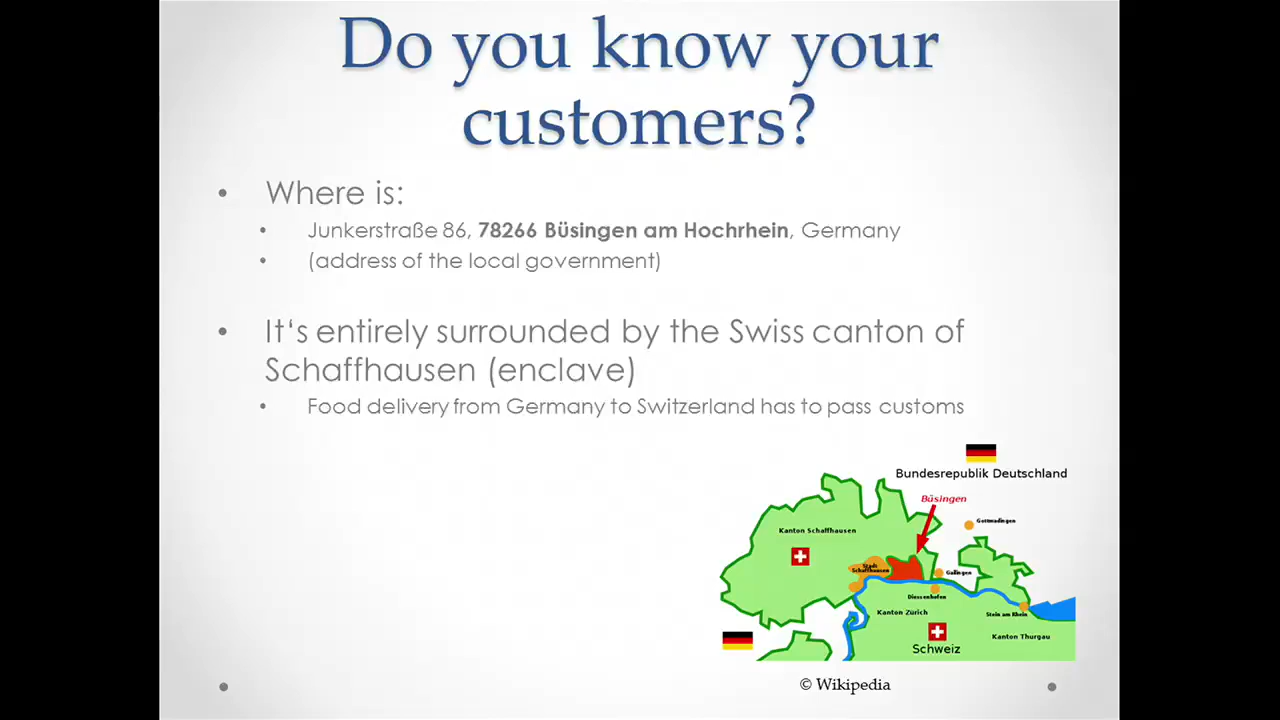 Do you know your
customers?
• Where is:
• Junkerstraße 86, 78266 Büsingen am Hochrhein, Germany
• (address of the local government)
• It‘s entirely surrounded by the Swiss canton of
Schaffhausen (enclave)
• Food delivery from Germany to Switzerland has to pass customs
Bundesrepublik Deutschland
Büsingen
Gottmadingen
Kanton Schaffhausen
Stadt
Schaffhausen
Gailingen
Diessenhofen
Kanton Zürich
Stein am Rhein
Kanton Thurgau
Schweiz
© Wikipedia